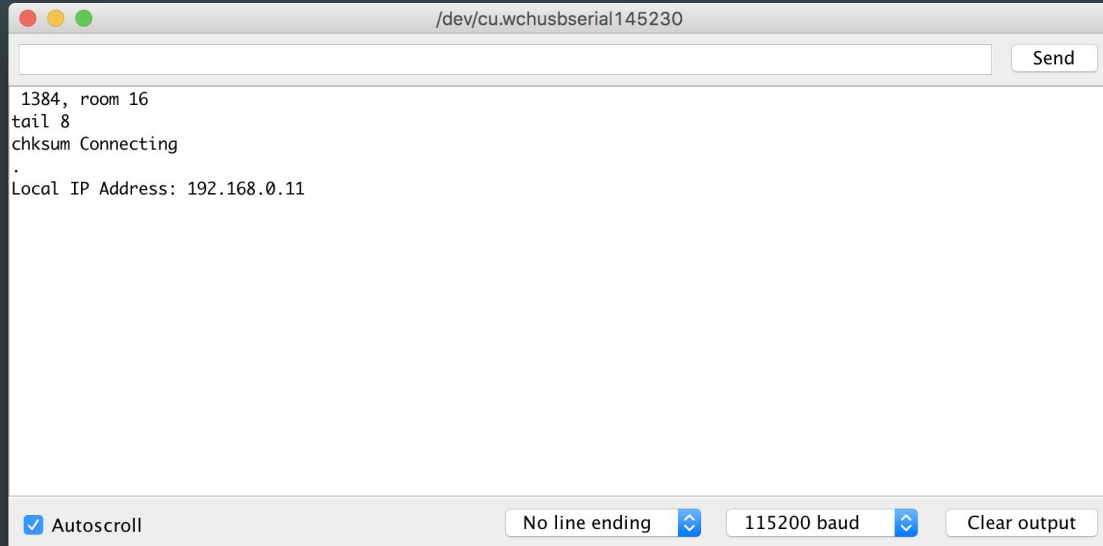 /dev/cu.wchusbserial145230
Send
1384, room 16
tail 8
chksum Connecting
.
Local IP Address: 192.168.0.11
Autoscroll
No line ending
115200 baud
Clear output